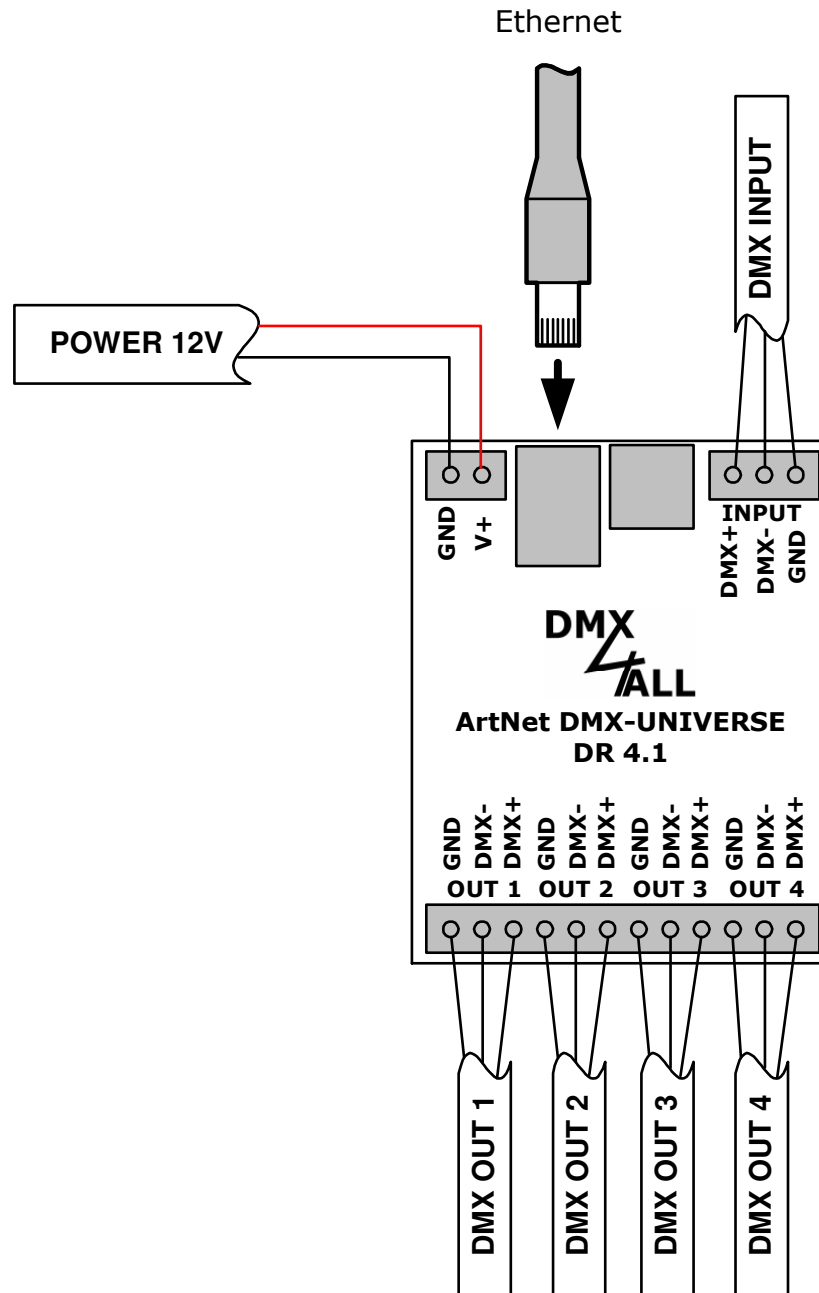 Ethernet
DMX INPUT
POWER 12V
GND
V+
INPUT
DMX+
DMX-
GND
DMX
4
ALL
ArtNet DMX-UNIVERSE
DR 4.1
GND DMX- DMX+ GND DMX- DMX+ GND DMX- DMX+ GND DMX- DMX+
OUT 1 OUT 2 OUT 3 OUT 4
DMX OUT 1
DMX OUT 2
DMX OUT 3
DMX OUT 4